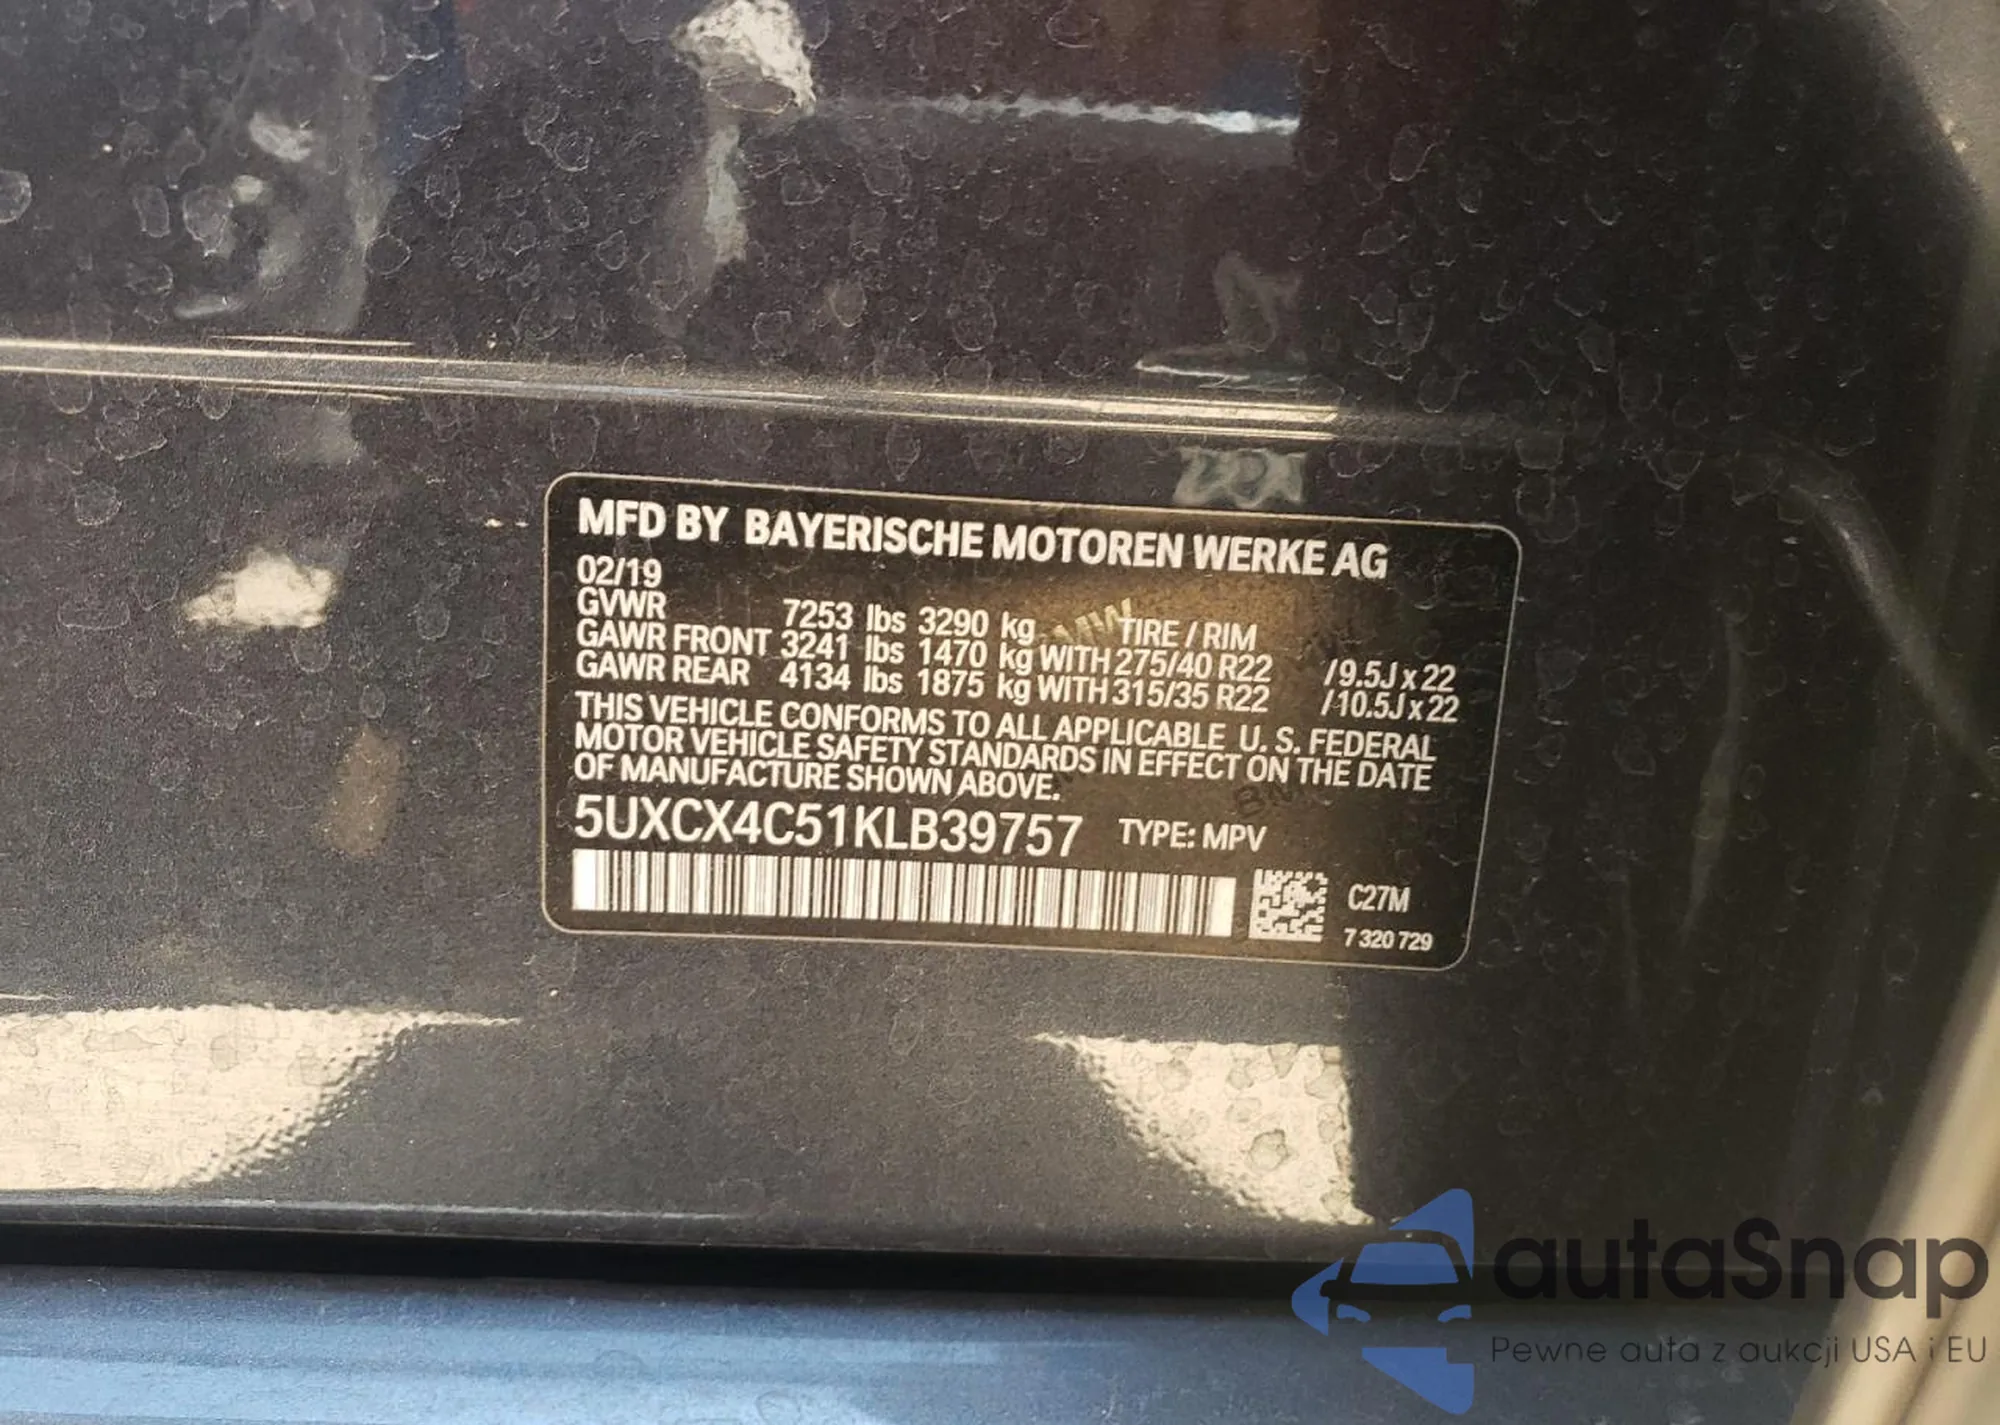 MFD BY BAYERISCHE MOTOREN WERKE AG
02/19
GVWR 7253 lbs 3290 kg TIRE / RIM
GAWR FRONT 3241 lbs 1470 kg WITH 275/40 R22 / 9.5J x 22
GAWR REAR 4134 lbs 1875 kg WITH 315/35 R22 / 10.5J x 22
THIS VEHICLE CONFORMS TO ALL APPLICABLE U. S. FEDERAL
MOTOR VEHICLE SAFETY STANDARDS IN EFFECT ON THE DATE
OF MANUFACTURE SHOWN ABOVE.
5UXCX4C51KLB39757 TYPE: MPV
C27M
7 320 729
autaSnap
Pewne auta z aukcji USA i EU